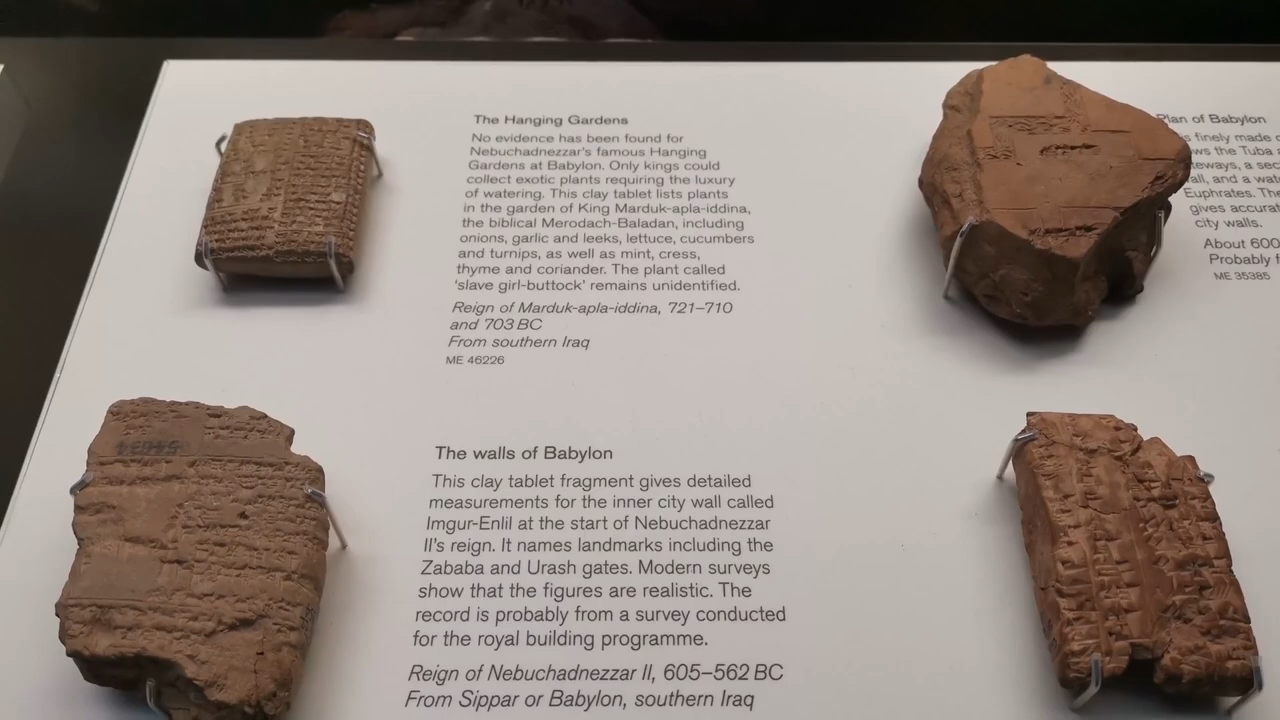 The Hanging Gardens
No evidence has been found for
Nebuchadnezzar's famous Hanging
Gardens at Babylon. Only kings could
collect exotic plants requiring the luxury
of watering. This clay tablet lists plants
in the garden of King Marduk-apla-iddina,
the biblical Merodach-Baladan, including
onions, garlic and leeks, lettuce, cucumbers
and turnips, as well as mint, cress,
thyme and coriander. The plant called
'slave girl-buttock' remains unidentified.
Reign of Marduk-apla-iddina, 721–710
and 703 BC
From southern Iraq
ME 46226
Plan of Babylon
is finely made
the Tuba
a sec
and a
Euphrates.
gives
city walls.
About 600
Probably
ME 35385
The walls of Babylon
This clay tablet fragment gives detailed
measurements for the inner city wall called
Imgur-Enlil at the start of Nebuchadnezzar
II's reign. It names landmarks including the
Zababa and Urash gates. Modern surveys
show that the figures are realistic. The
record is probably from a survey conducted
for the royal building programme.
Reign of Nebuchadnezzar II, 605–562 BC
From Sippar or Babylon, southern Iraq